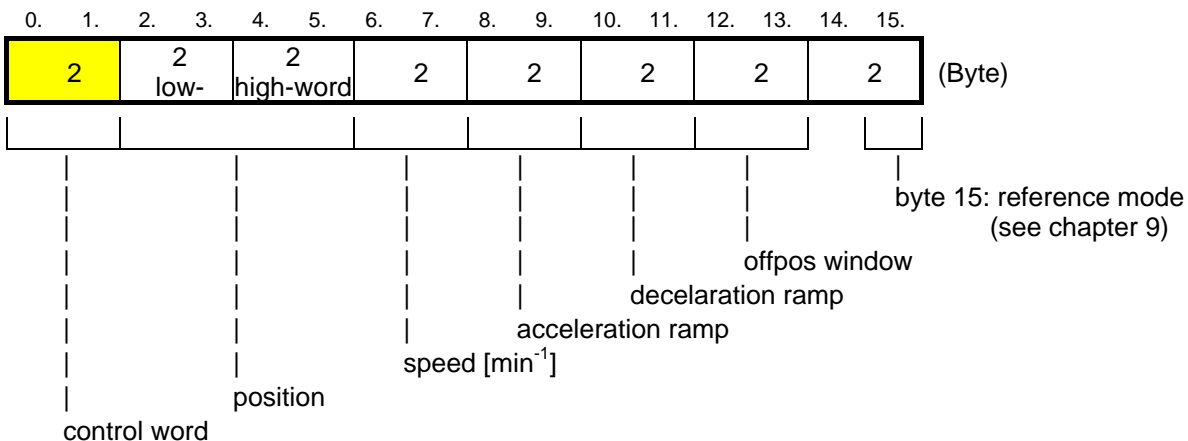 0. 1. 2. 3. 4. 5. 6. 7. 8. 9. 10. 11. 12. 13. 14. 15.
2 2 2 2 2 2 2 2 (Byte)
low- high-word
byte 15: reference mode
(see chapter 9)
offpos window
decelaration ramp
acceleration ramp
speed [min⁻¹]
position
control word